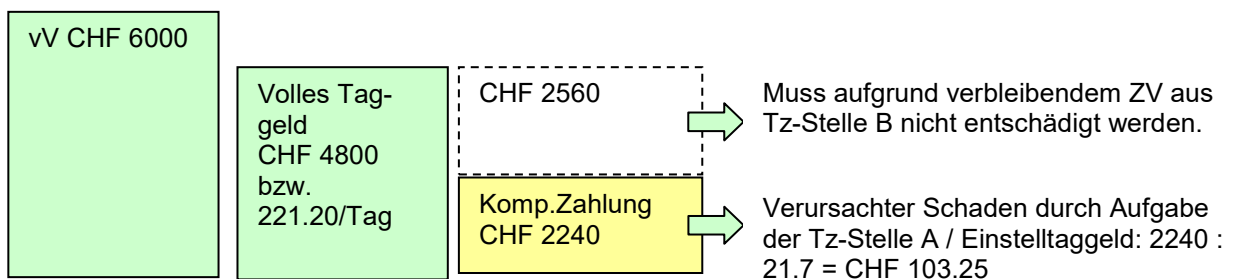 vV CHF 6000
Volles Tag-
geld
CHF 4800
bzw.
221.20/Tag
CHF 2560
Muss aufgrund verbleibendem ZV aus
Tz-Stelle B nicht entschädigt werden.
Komp.Zahlung
CHF 2240
Verursachter Schaden durch Aufgabe
der Tz-Stelle A / Einstelltaggeld: 2240 :
21.7 = CHF 103.25